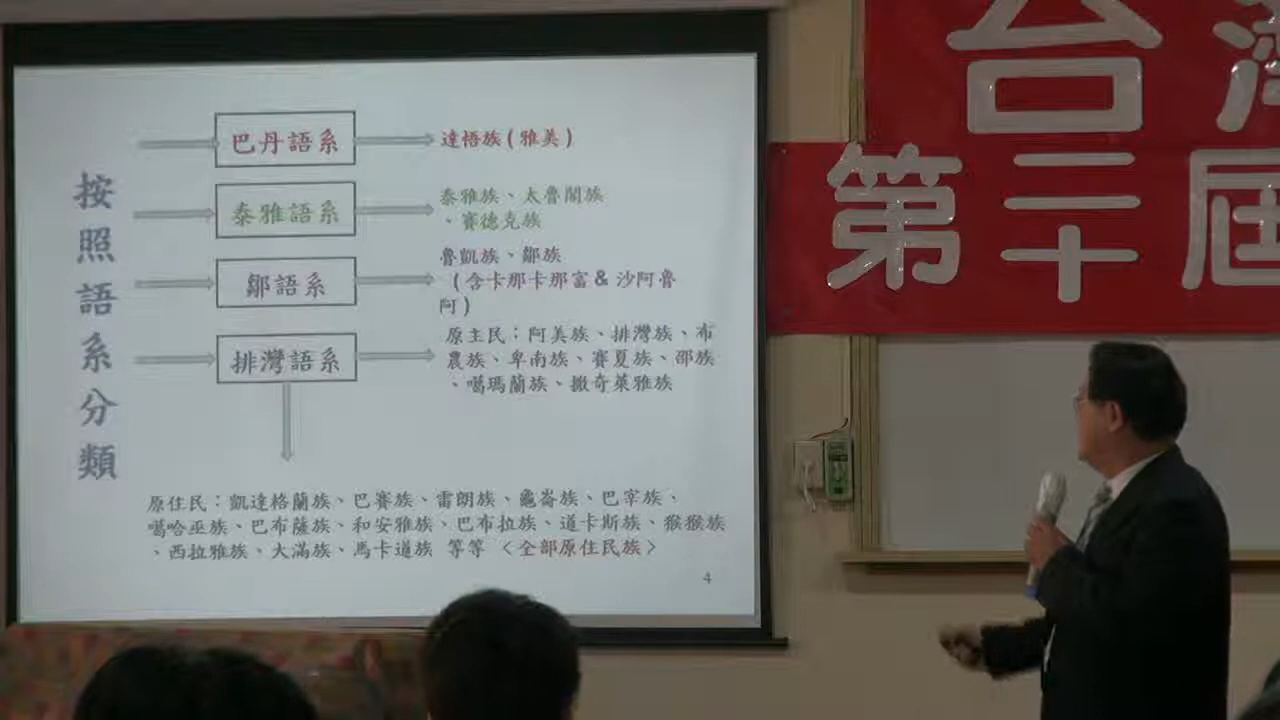 台灣
第三十屆
按照語系分類
巴丹語系
達悟族(雅美)
泰雅語系
泰雅族、太魯閣族
、賽德克族
鄒語系
魯凱族、鄒族
(含卡那卡那富&沙阿魯
阿)
排灣語系
原主民：阿美族、排灣族、布
農族、卑南族、賽夏族、邵族
、噶瑪蘭族、撒奇萊雅族
原住民：凱達格蘭族、巴賽族、雷朗族、龜崙族、巴宰族、
噶哈巫族、巴布薩族、和安雅族、巴布拉族、道卡斯族、猴猴族
、西拉雅族、大滿族、馬卡道族 等等 〈全部原住民族〉
4